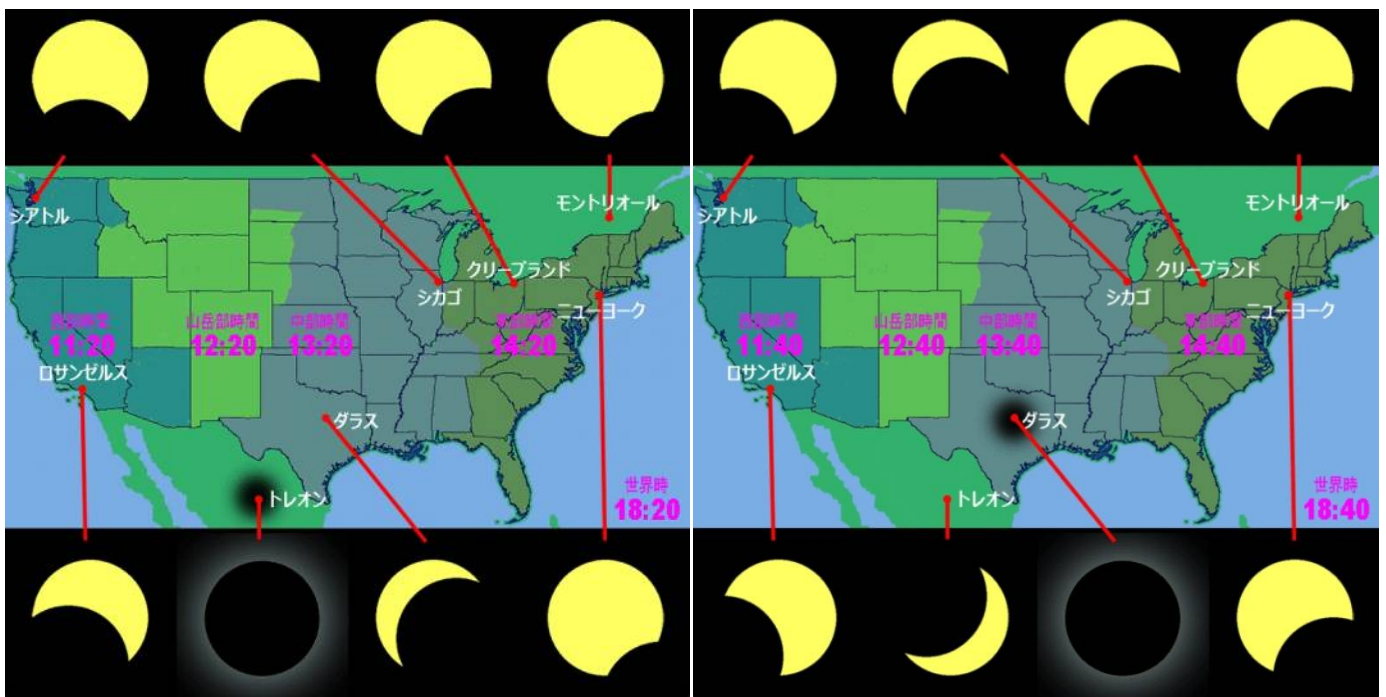 シアトル
モントリオール
クリーブランド
シカゴ
ニューヨーク
西部時間
山岳部時間
中部時間
東部時間
11:20
12:20
13:20
14:20
ロサンゼルス
ダラス
トレオン
世界時
18:20
シアトル
モントリオール
クリーブランド
シカゴ
ニューヨーク
西部時間
山岳部時間
中部時間
東部時間
11:40
12:40
13:40
14:40
ロサンゼルス
ダラス
トレオン
世界時
18:40